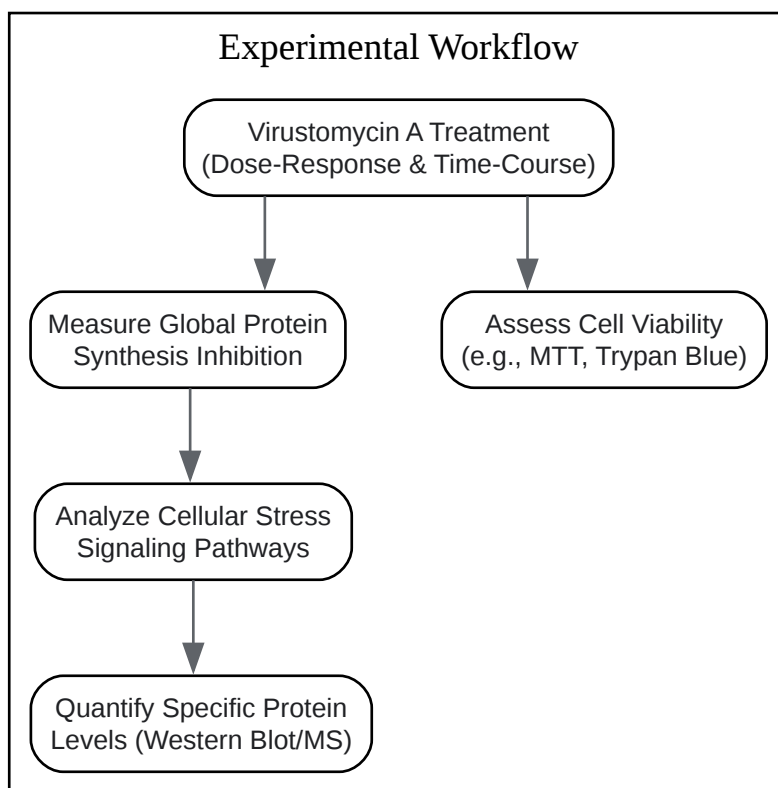 Experimental Workflow
Virustomycin A Treatment
(Dose-Response & Time-Course)
Measure Global Protein
Synthesis Inhibition
Assess Cell Viability
(e.g., MTT, Trypan Blue)
Analyze Cellular Stress
Signaling Pathways
Quantify Specific Protein
Levels (Western Blot/MS)